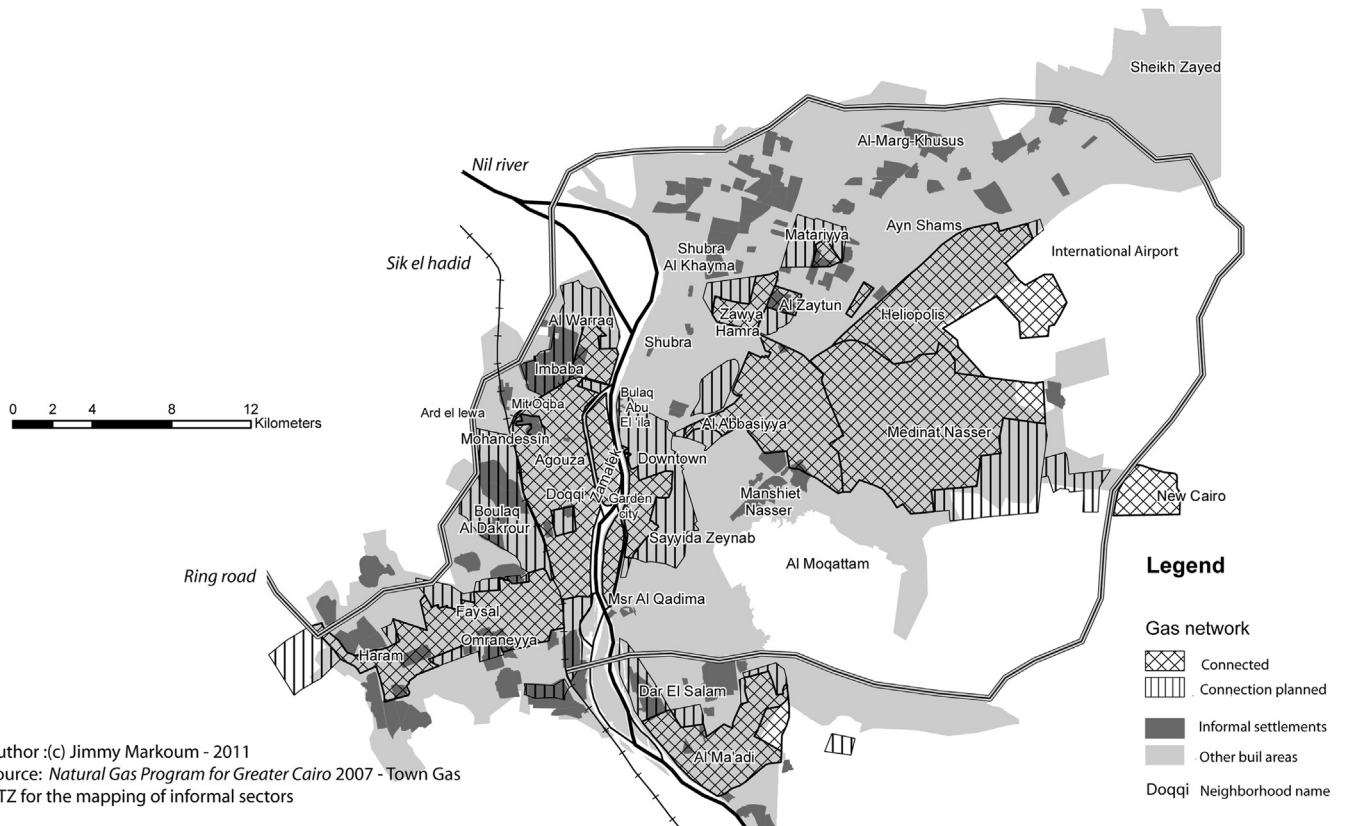 Sheikh Zayed
Al-Marg-Khusus
Nil river
Ayn Shams
Matariyya
Shubra
Al Khayma
International Airport
Sik el hadid
Al Zaytun
Zawya
Hamra
Heliopolis
Al Warraq
Shubra
Imbaba
Bulaq
Abu
El 'ila
Mit Oqba
Ard el lewa
0 2 4 8 12
Kilometers
Al Abbasiyya
Medinat Nasser
Mohandessin
Agouza
Downtown
Zamalek
Doqqi
Garden
city
Manshiet
Nasser
New Cairo
Boulaq
Al Dakrour
Sayyida Zeynab
Al Moqattam
Ring road
Msr Al Qadima
Faysal
Omraneyya
Haram
Dar El Salam
Al Ma'adi
Legend
Gas network
Connected
Connection planned
Informal settlements
Other buil areas
Doqqi Neighborhood name
uthor :(c) Jimmy Markoum - 2011
ource: Natural Gas Program for Greater Cairo 2007 - Town Gas
TZ for the mapping of informal sectors